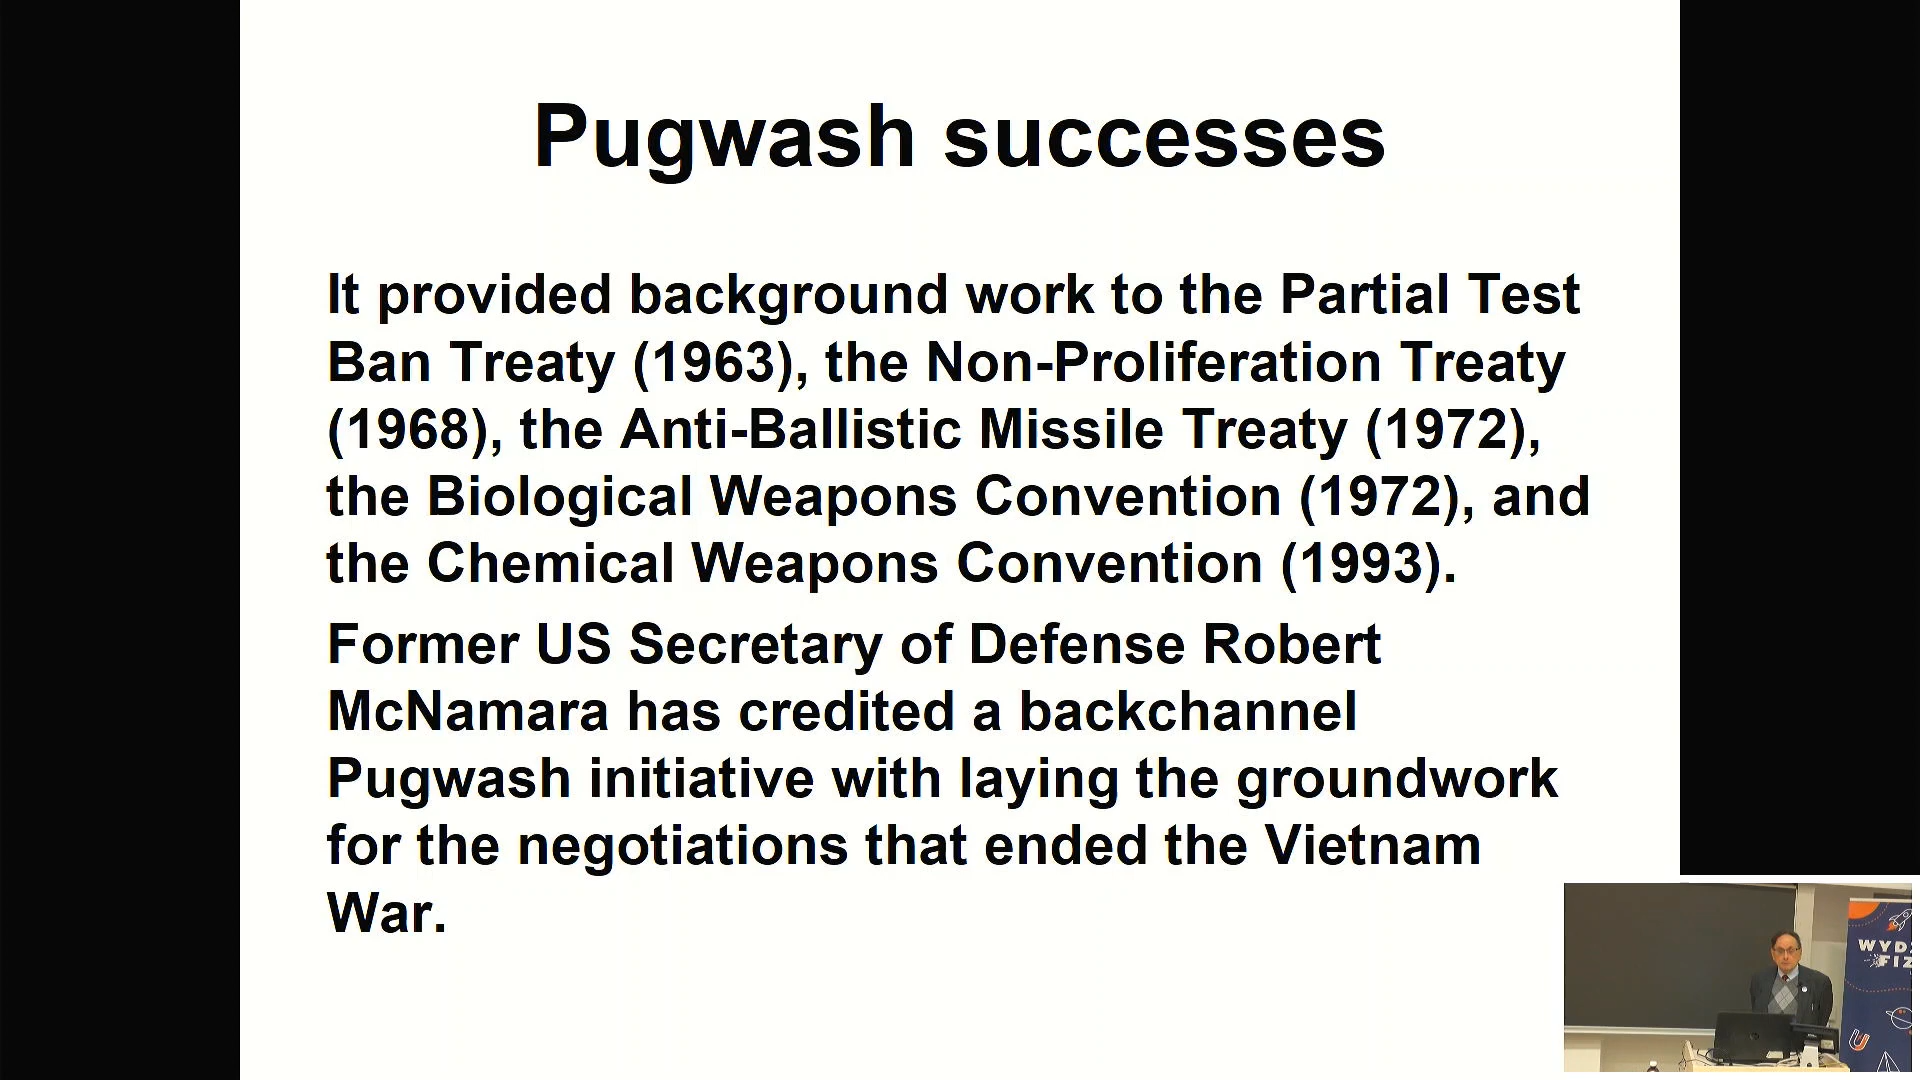 Pugwash successes
It provided background work to the Partial Test
Ban Treaty (1963), the Non-Proliferation Treaty
(1968), the Anti-Ballistic Missile Treaty (1972),
the Biological Weapons Convention (1972), and
the Chemical Weapons Convention (1993).
Former US Secretary of Defense Robert
McNamara has credited a backchannel
Pugwash initiative with laying the groundwork
for the negotiations that ended the Vietnam
War.
WYDZ
FIZ